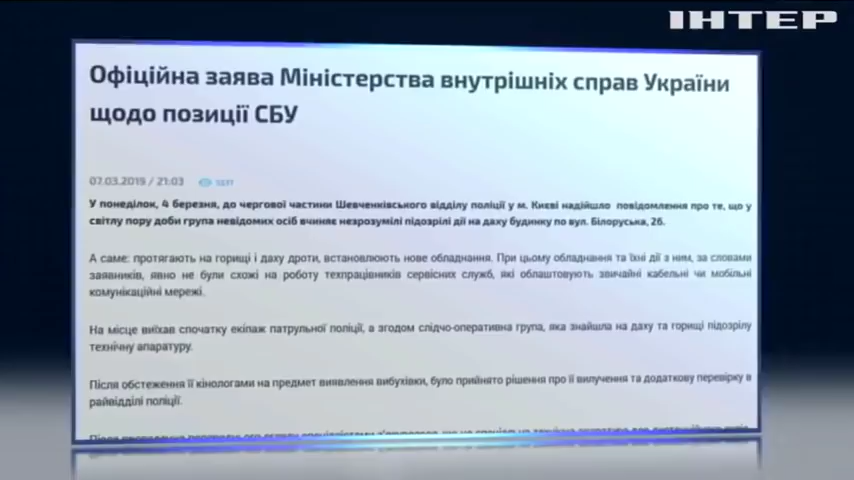 ІНТЕР
Офіційна заява Міністерства внутрішніх справ України
щодо позиції СБУ
07.03.2019 / 21:03
У понеділок, 4 березня, до чергової частини Шевченківського відділу поліції у м. Києві надійшло повідомлення про те, що у
світлу пору доби група невідомих осіб вчиняє незрозумілі підозрілі дії на даху будинку по вул. Білоруська, 26.
А саме: протягають на горищі і даху дроти, встановлюють нове обладнання. При цьому обладнання та їхні дії з ним, за словами
заявників, явно не були схожі на роботу техпрацівників сервісних служб, які облаштовують звичайні кабельні чи мобільні
комунікаційні мережі.
На місце виїхав спочатку екіпаж патрульної поліції, а згодом слідчо-оперативна група, яка знайшла на даху та горищі підозрілу
технічну апаратуру.
Після обстеження її кінологами на предмет виявлення вибухівки, було прийнято рішення про її вилучення та додаткову перевірку в
райвідділі поліції.